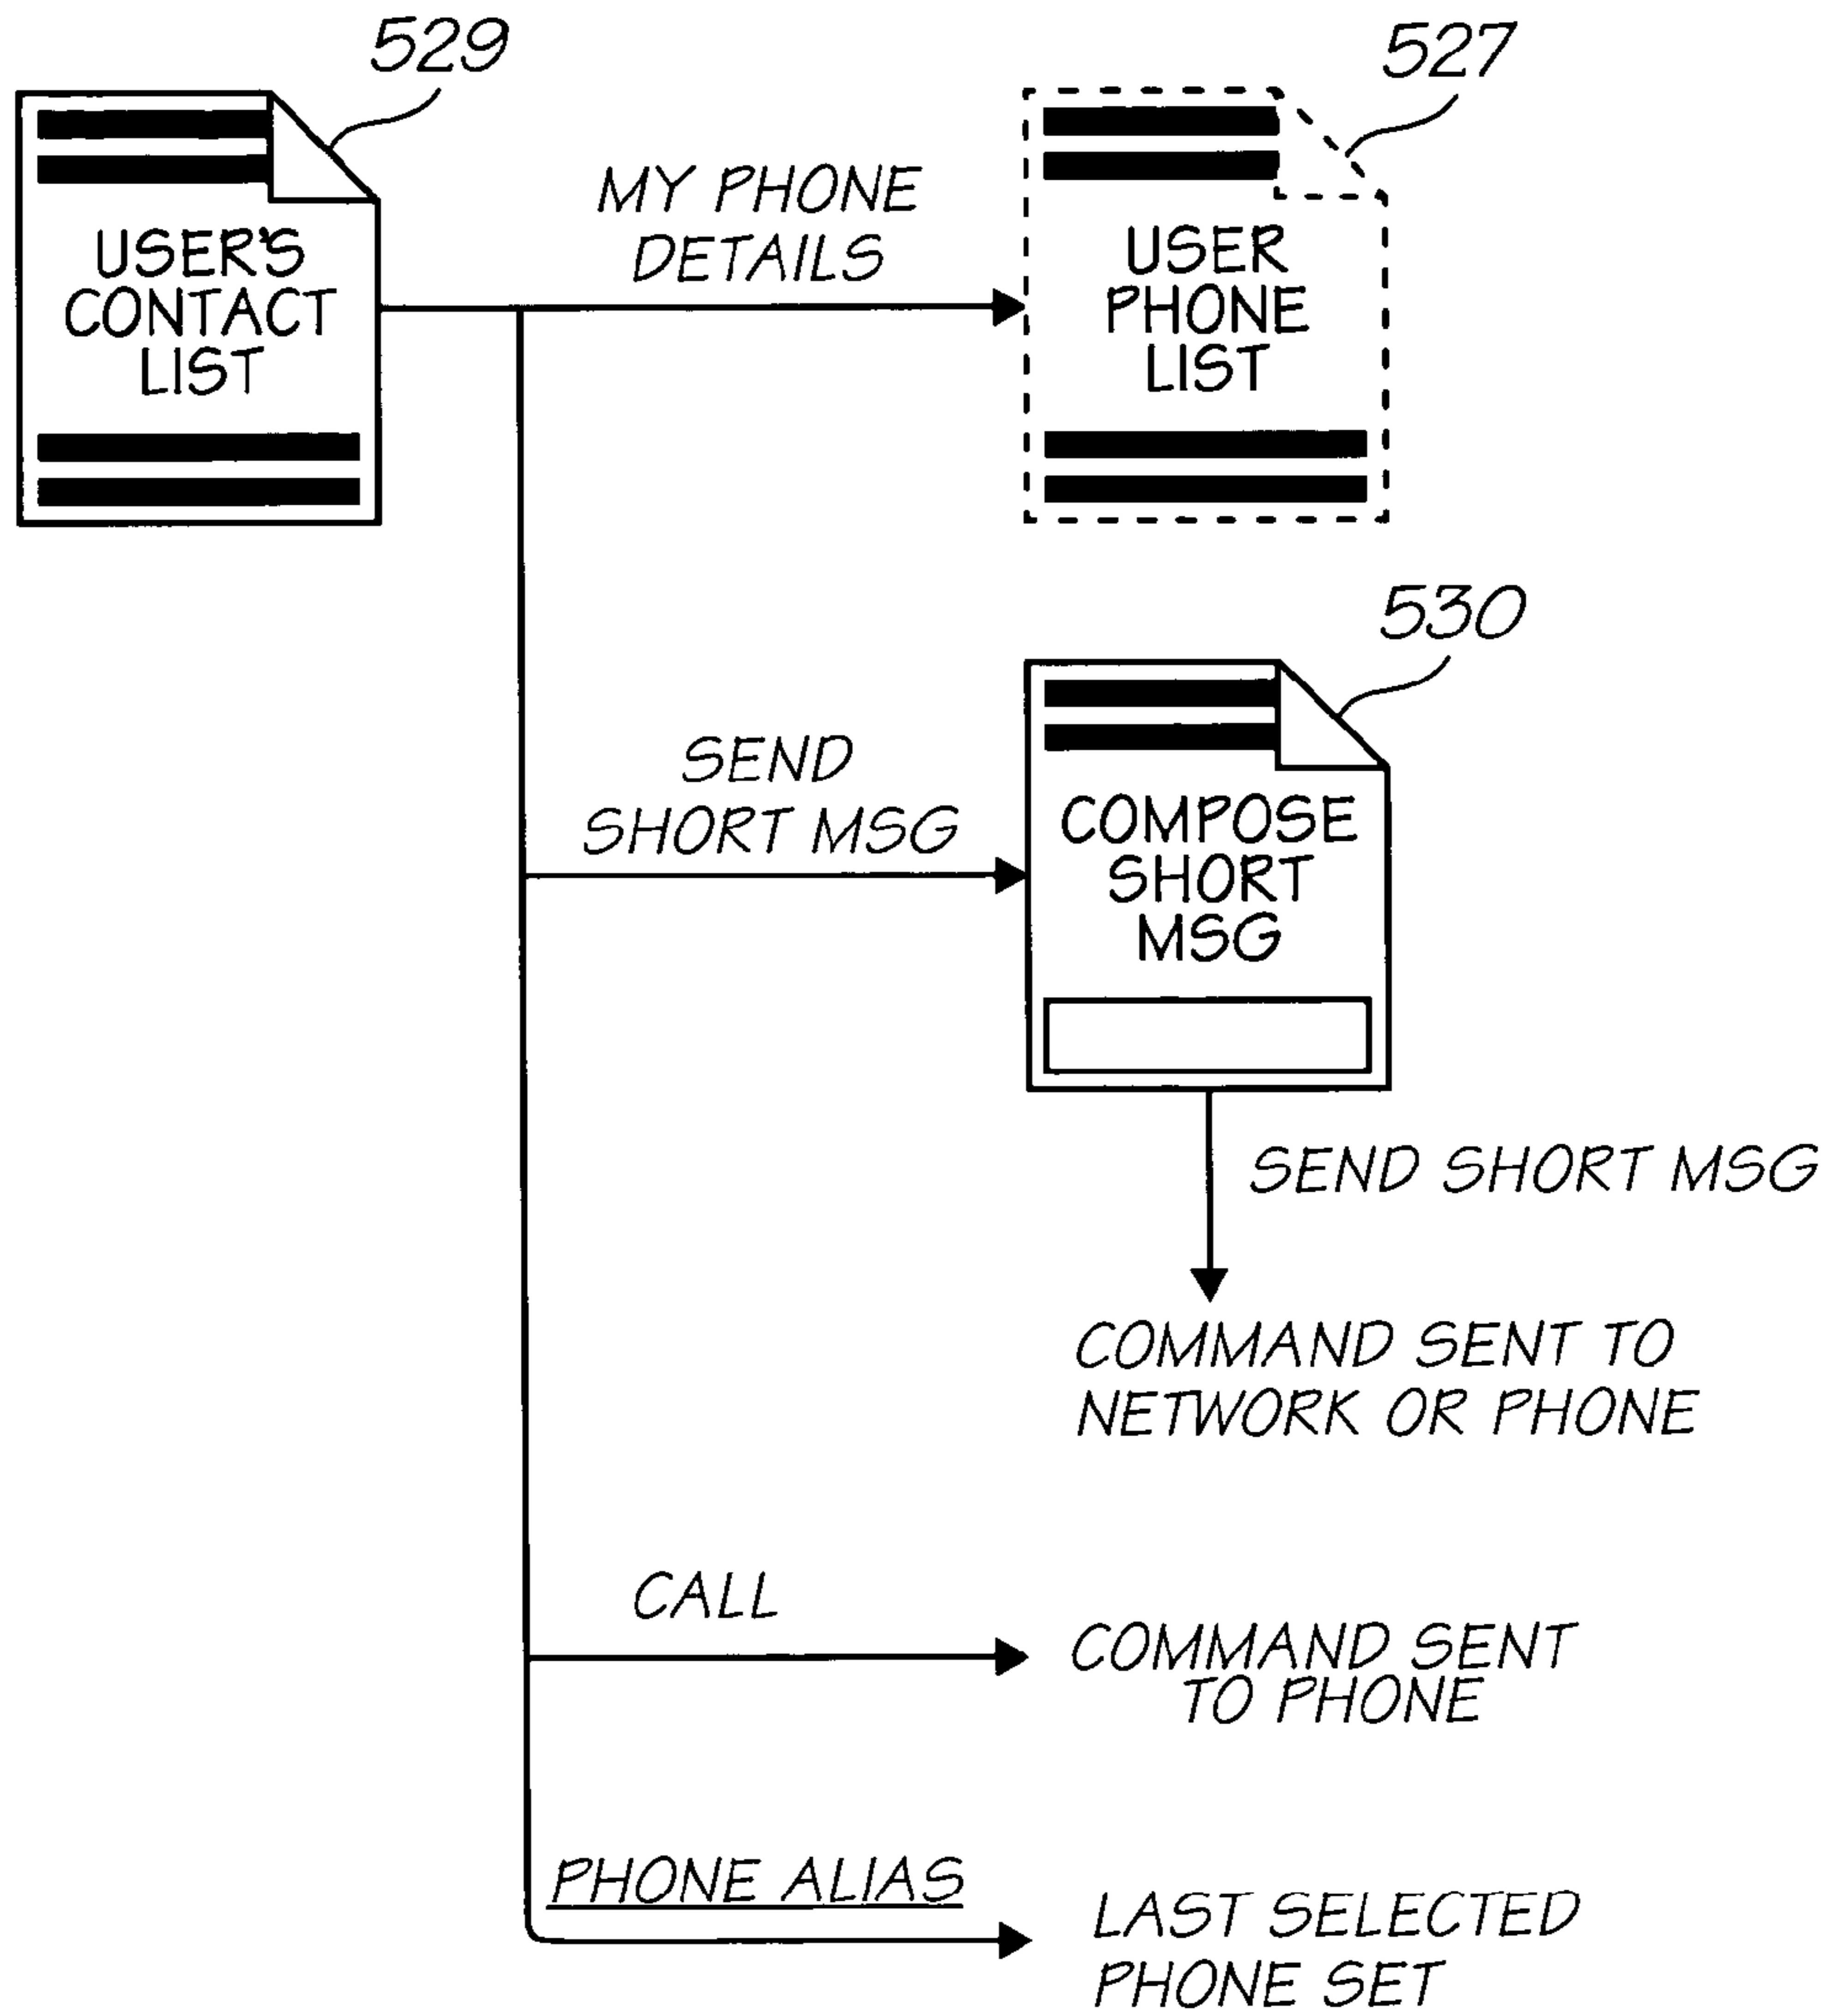 529
527
USER'S
CONTACT
LIST
MY PHONE
DETAILS
USER
PHONE
LIST
530
SEND
SHORT MSG
COMPOSE
SHORT
MSG
SEND SHORT MSG
COMMAND SENT TO
NETWORK OR PHONE
CALL
COMMAND SENT
TO PHONE
PHONE ALIAS
LAST SELECTED
PHONE SET